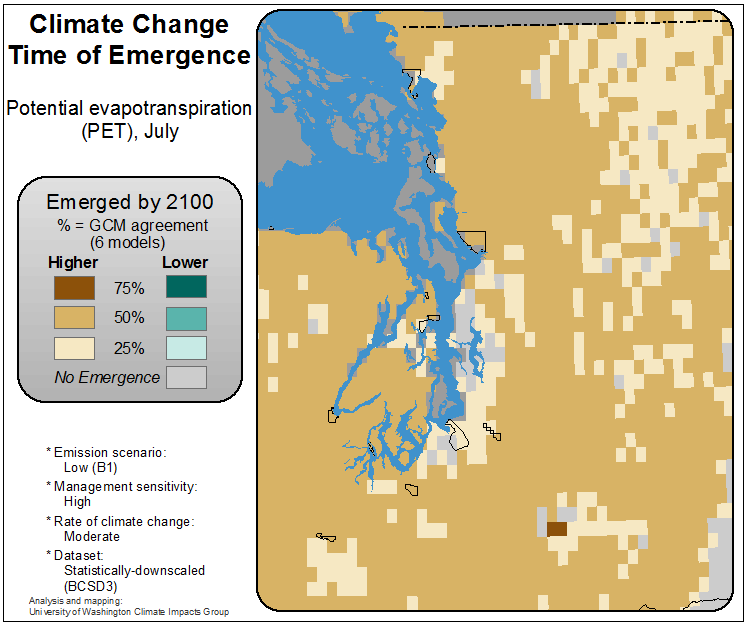 Climate Change
Time of Emergence
Potential evapotranspiration
(PET), July
Emerged by 2100
% = GCM agreement
(6 models)
Higher Lower
75%
50%
25%
No Emergence
* Emission scenario:
Low (B1)
* Management sensitivity:
High
* Rate of climate change:
Moderate
* Dataset:
Statistically-downscaled
(BCSD3)
Analysis and mapping:
University of Washington Climate Impacts Group